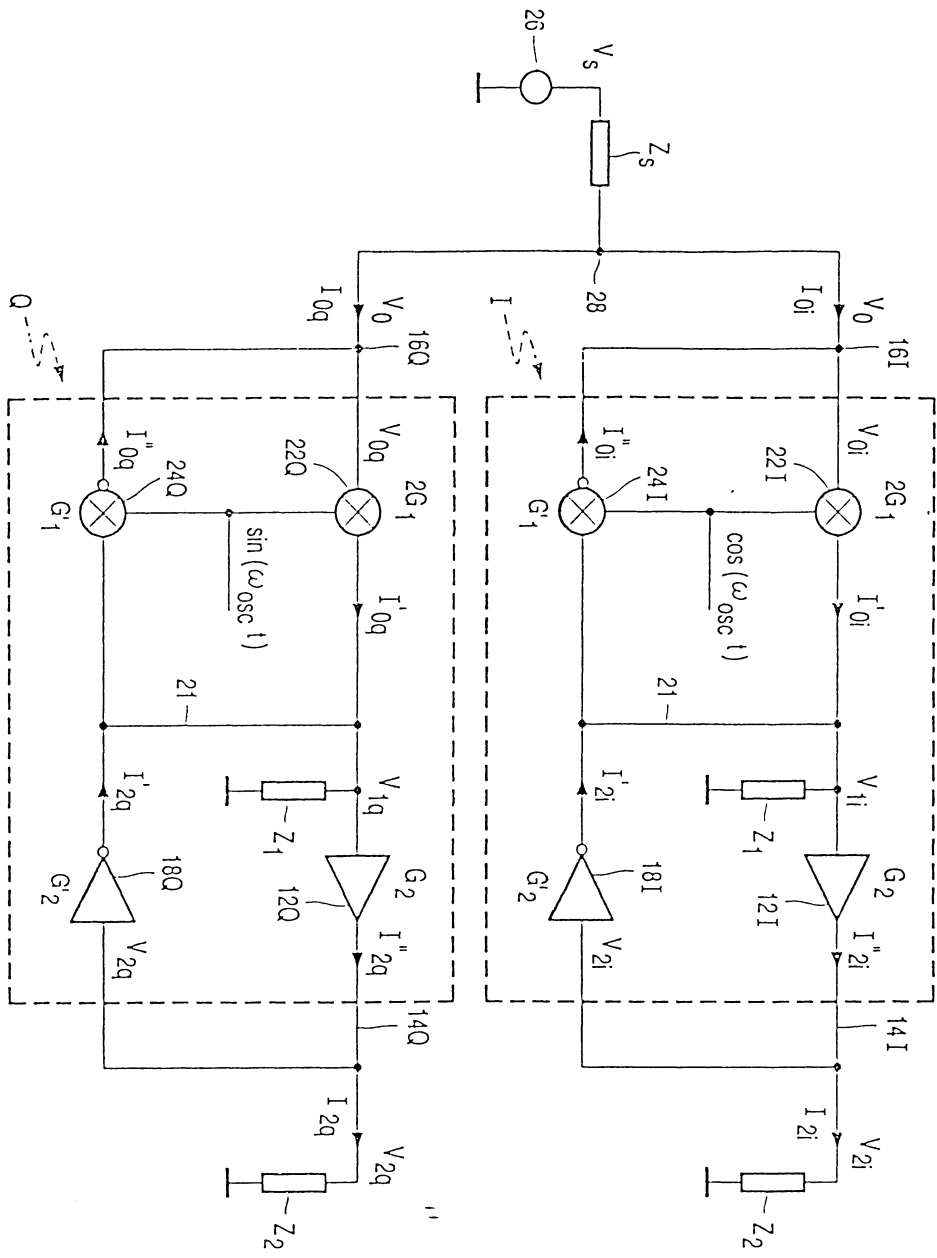 26
V_s
Z_s
28
V_0
I_0i
16I
I
V_0i
22I
2G_1
I'_0i
I''_0i
24I
G'_1
cos(ω_osc t)
21
V_1i
Z_1
G_2
12I
I''_2i
I'_2i
18I
G'_2
V_2i
14I
I_2i
V_2i
Z_2
V_0
I_0q
16Q
Q
V_0q
22Q
2G_1
I'_0q
I''_0q
24Q
G'_1
sin(ω_osc t)
21
V_1q
Z_1
G_2
12Q
I''_2q
I'_2q
18Q
G'_2
V_2q
14Q
I_2q
V_2q
Z_2